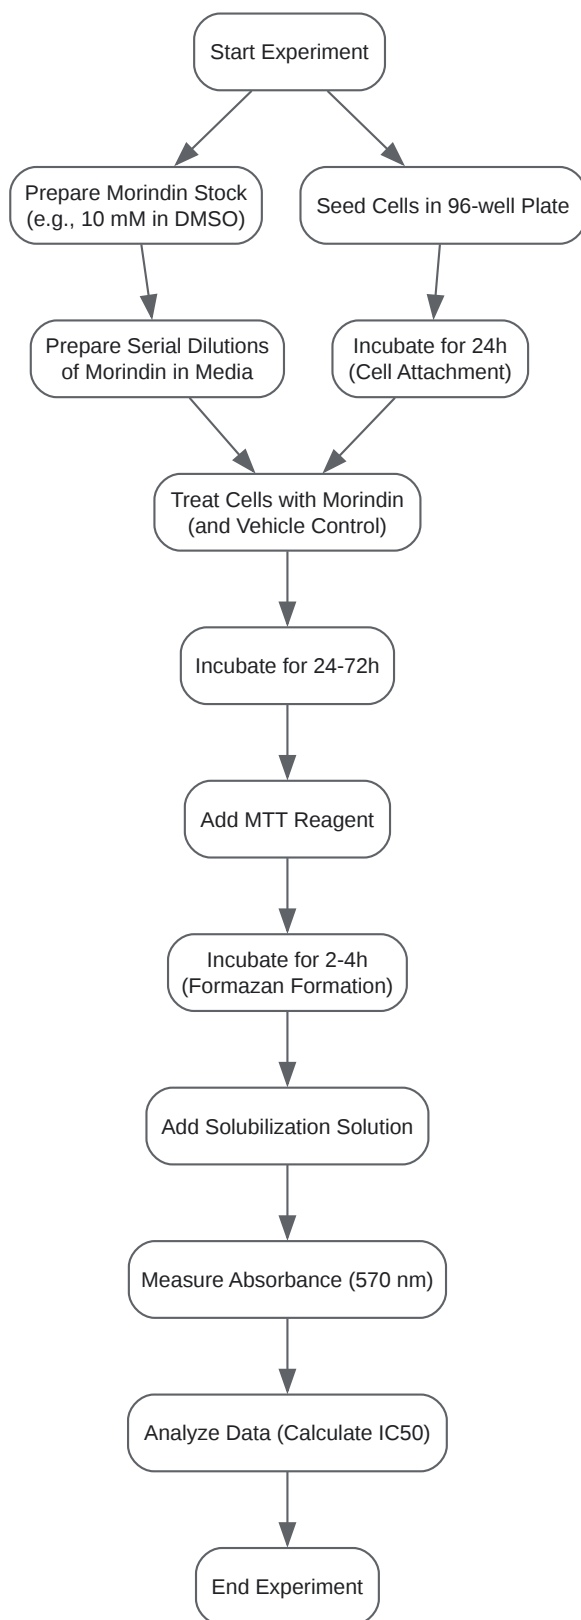 Start Experiment
Prepare Morindin Stock
(e.g., 10 mM in DMSO)
Seed Cells in 96-well Plate
Prepare Serial Dilutions
of Morindin in Media
Incubate for 24h
(Cell Attachment)
Treat Cells with Morindin
(and Vehicle Control)
Incubate for 24-72h
Add MTT Reagent
Incubate for 2-4h
(Formazan Formation)
Add Solubilization Solution
Measure Absorbance (570 nm)
Analyze Data (Calculate IC50)
End Experiment